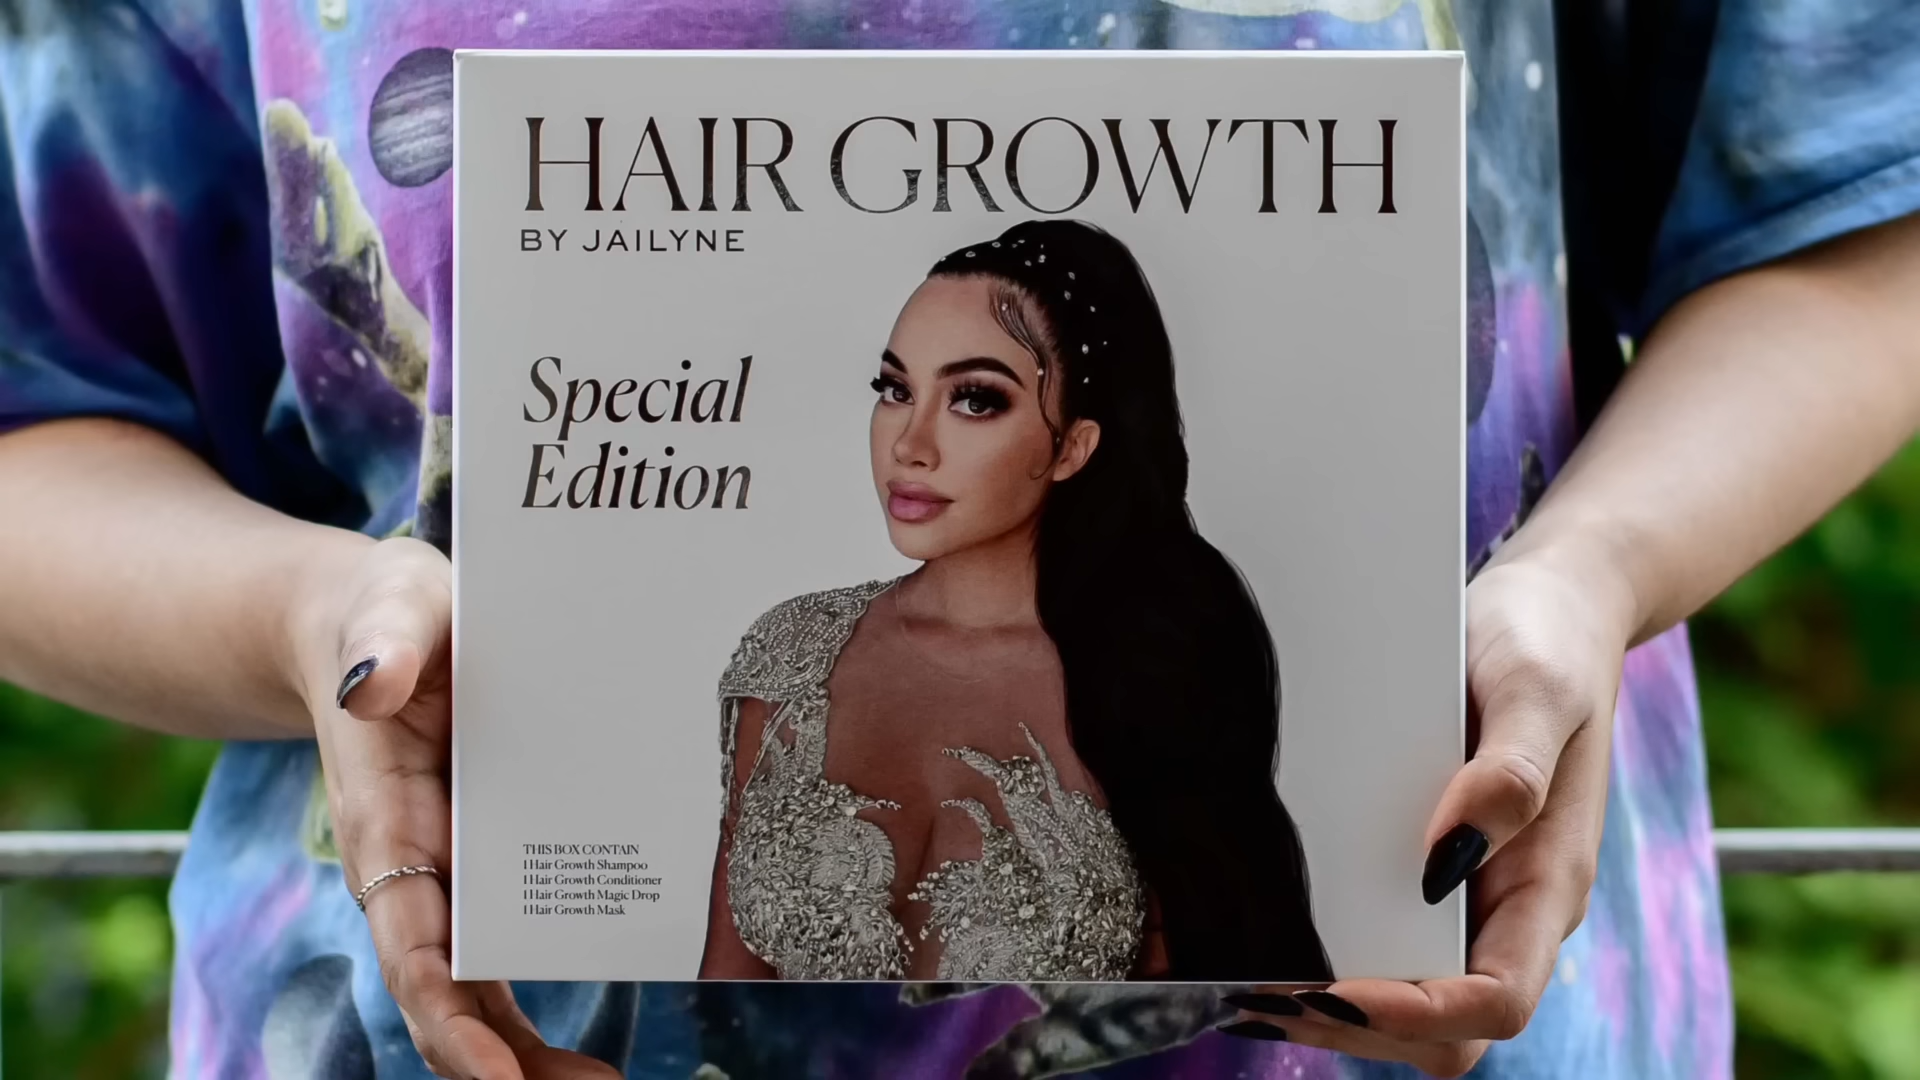 HAIR GROWTH
BY JAILYNE
Special
Edition
THIS BOX CONTAIN
1 Hair Growth Shampoo
1 Hair Growth Conditioner
1 Hair Growth Magic Drop
1 Hair Growth Mask